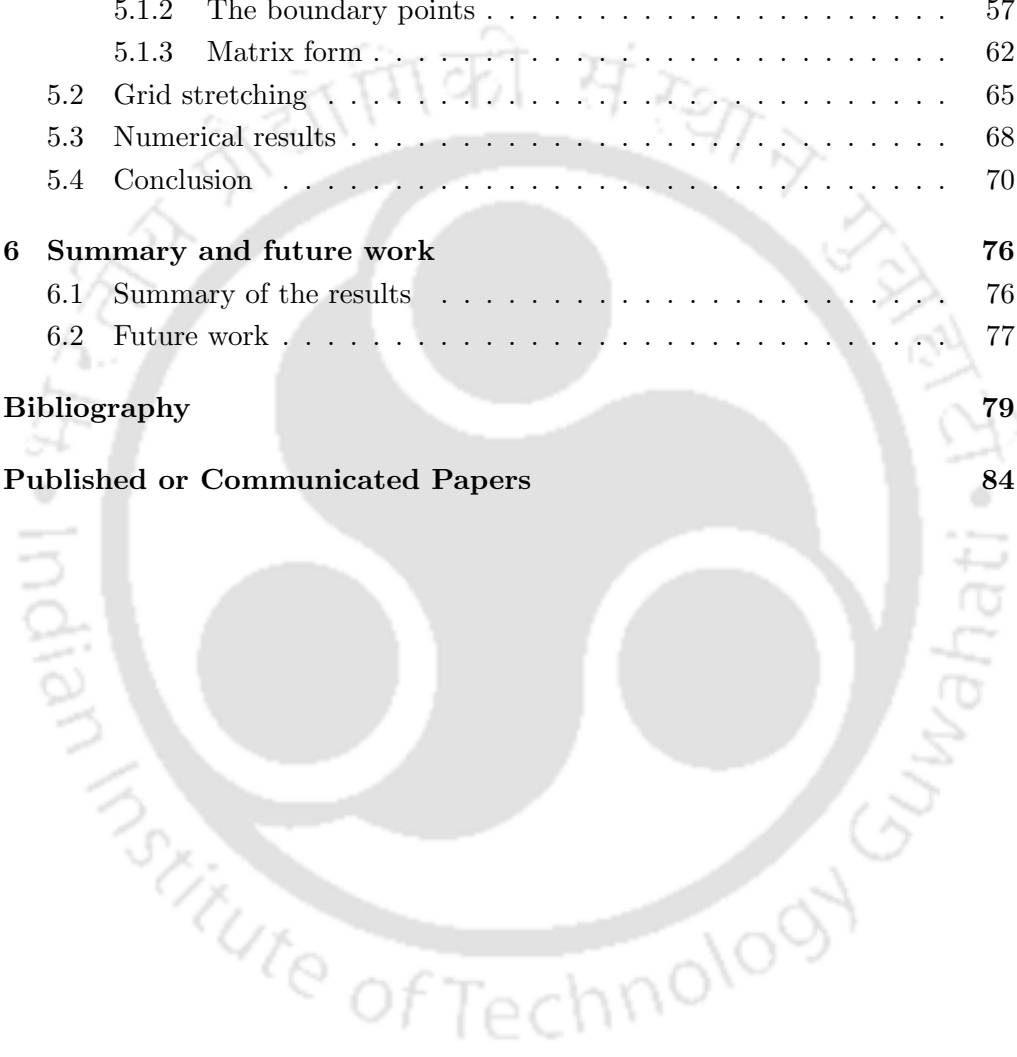 5.1.2 The boundary points . . . . . . . . . . . . . . . . . . . . . 57
5.1.3 Matrix form . . . . . . . . . . . . . . . . . . . . . . . . . . 62
5.2 Grid stretching . . . . . . . . . . . . . . . . . . . . . . . . . . . . 65
5.3 Numerical results . . . . . . . . . . . . . . . . . . . . . . . . . . . 68
5.4 Conclusion . . . . . . . . . . . . . . . . . . . . . . . . . . . . . . 70
6 Summary and future work 76
6.1 Summary of the results . . . . . . . . . . . . . . . . . . . . . . . 76
6.2 Future work . . . . . . . . . . . . . . . . . . . . . . . . . . . . . . 77
Bibliography 79
Published or Communicated Papers 84
भारतीय प्रौद्योगिकी संस्थान गुवाहाटी
Indian Institute of Technology Guwahati